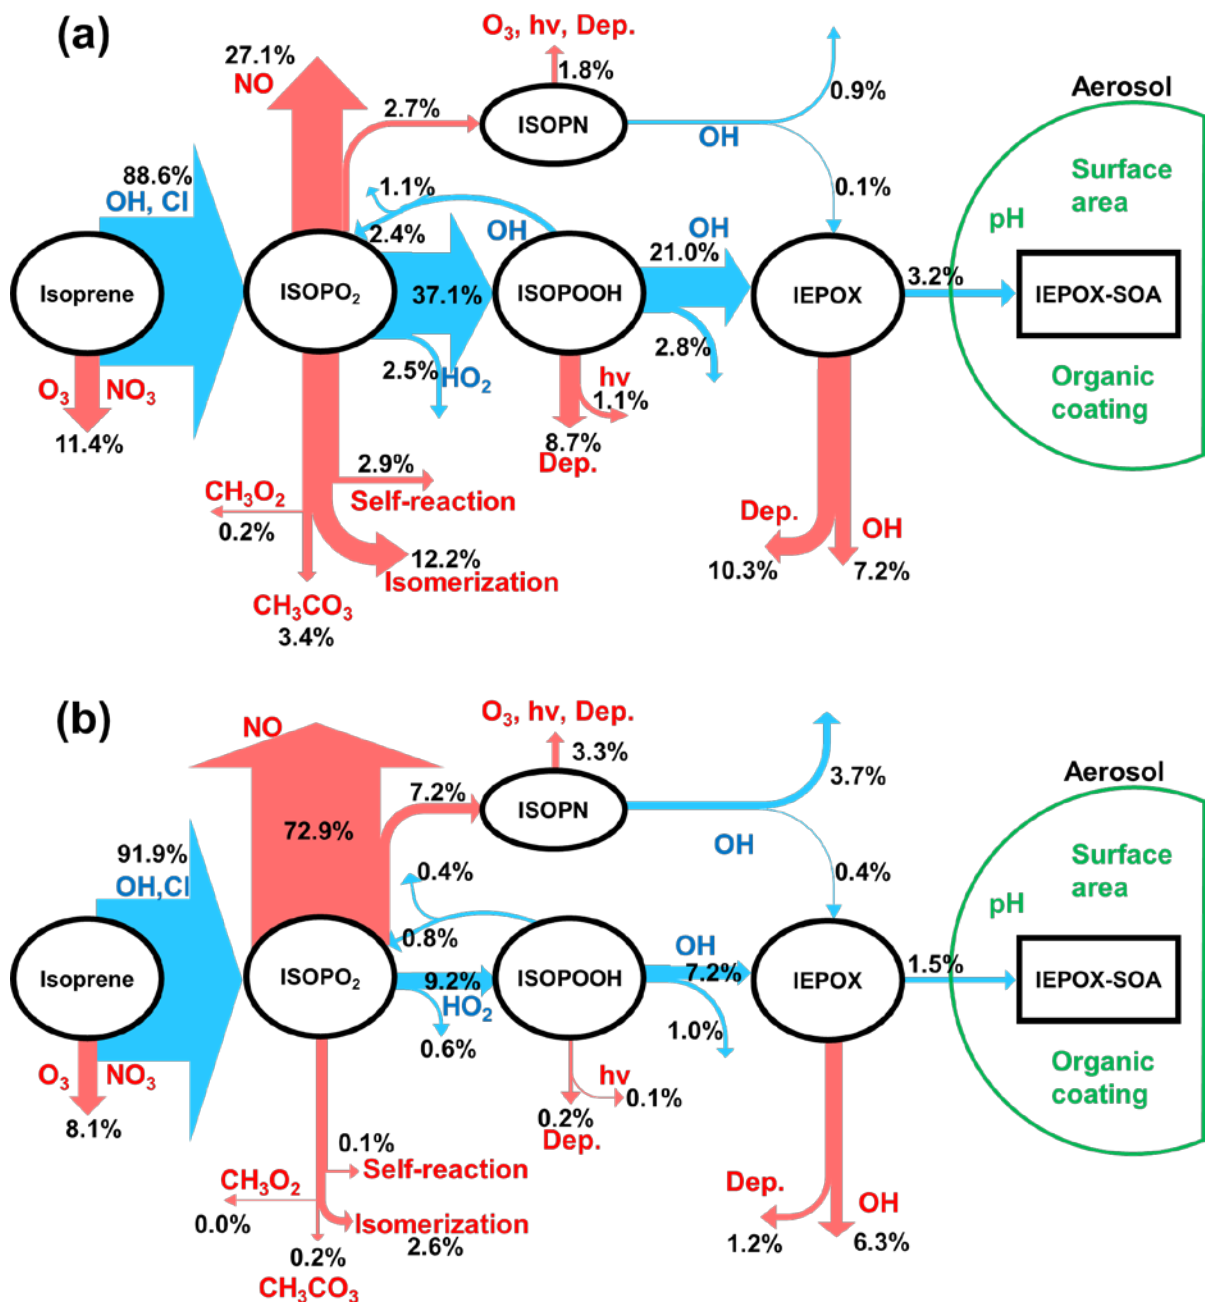 (a)
O3, hv, Dep.
27.1%
NO
1.8%
2.7%
0.9%
Aerosol
ISOPN
OH
Surface
area
88.6%
OH, Cl
1.1%
0.1%
pH
2.4%
OH
OH
21.0%
Isoprene
ISOPO2
37.1%
ISOPOOH
IEPOX
3.2%
IEPOX-SOA
2.5%
HO2
2.8%
hv
1.1%
O3
NO3
11.4%
8.7%
Dep.
Organic
coating
2.9%
Self-reaction
CH3O2
0.2%
12.2%
Isomerization
CH3CO3
3.4%
Dep.
OH
10.3%
7.2%
(b)
NO
O3, hv, Dep.
3.3%
3.7%
Aerosol
7.2%
ISOPN
72.9%
OH
Surface
area
91.9%
OH,Cl
0.4%
0.4%
pH
0.8%
OH
Isoprene
ISOPO2
9.2%
HO2
ISOPOOH
7.2%
IEPOX
1.5%
IEPOX-SOA
0.6%
1.0%
O3
NO3
8.1%
hv
0.1%
0.2%
Dep.
Organic
coating
0.1%
Self-reaction
CH3O2
0.0%
Isomerization
2.6%
0.2%
CH3CO3
Dep.
OH
1.2%
6.3%